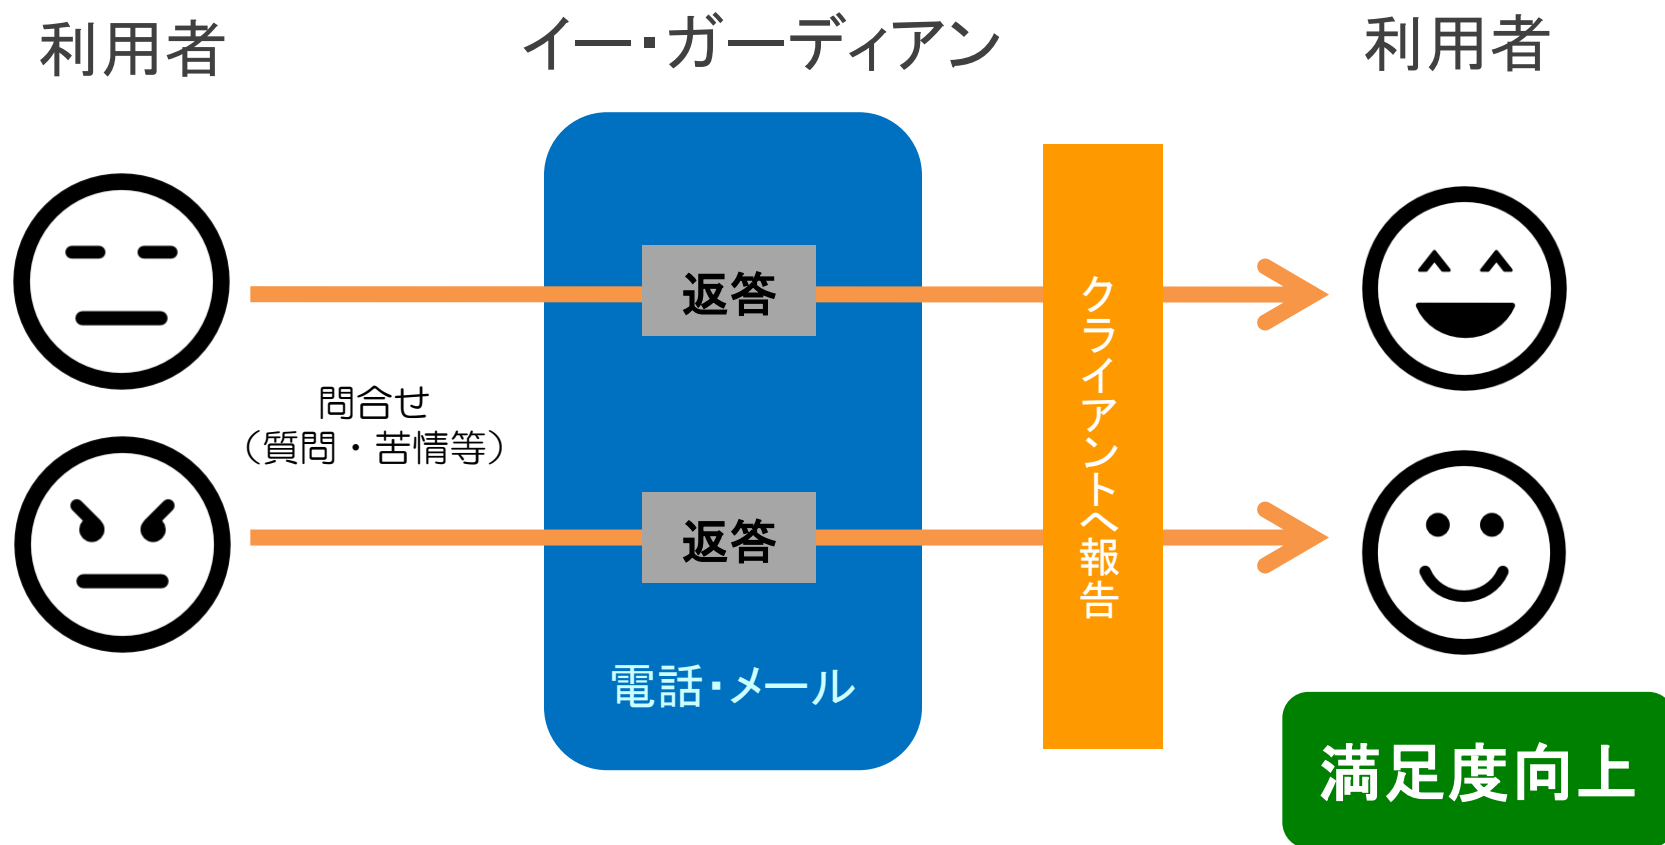 利用者
イー・ガーディアン
利用者
返答
問合せ
（質問・苦情等）
返答
電話・メール
クライアントへ報告
満足度向上